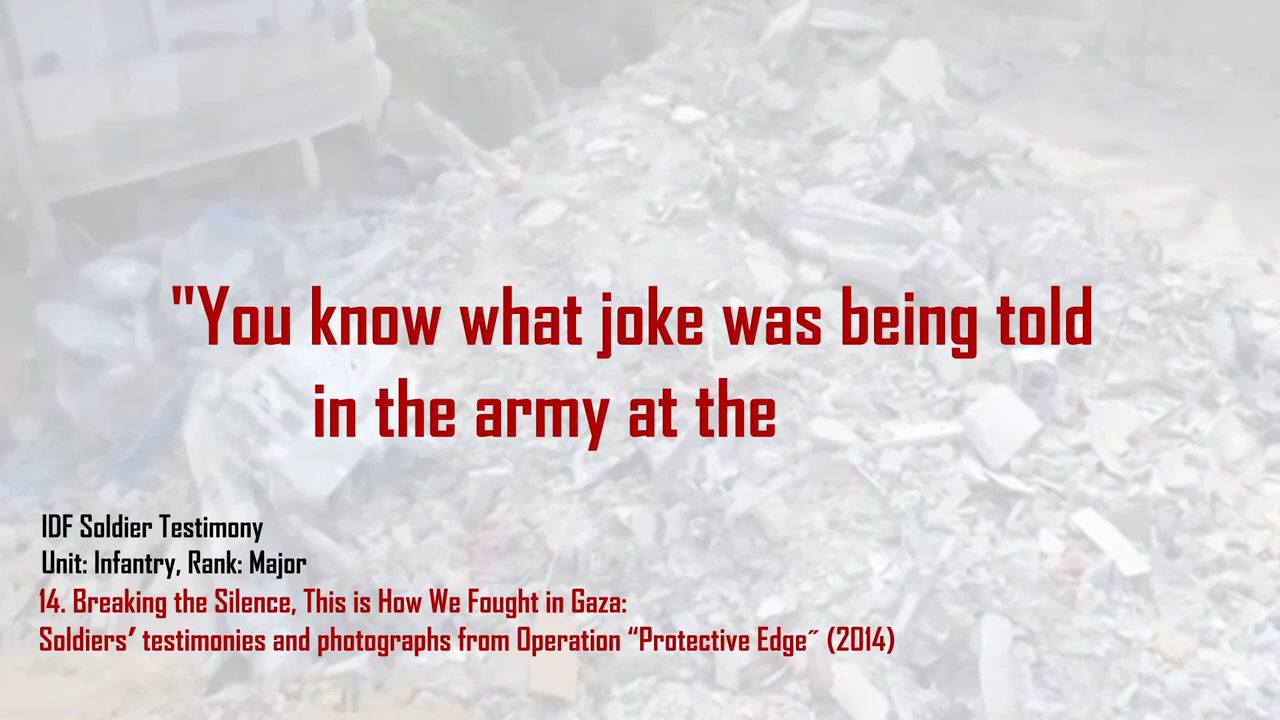 "You know what joke was being told
in the army at the
IDF Soldier Testimony
Unit: Infantry, Rank: Major
14. Breaking the Silence, This is How We Fought in Gaza:
Soldiers’ testimonies and photographs from Operation “Protective Edge˝ (2014)